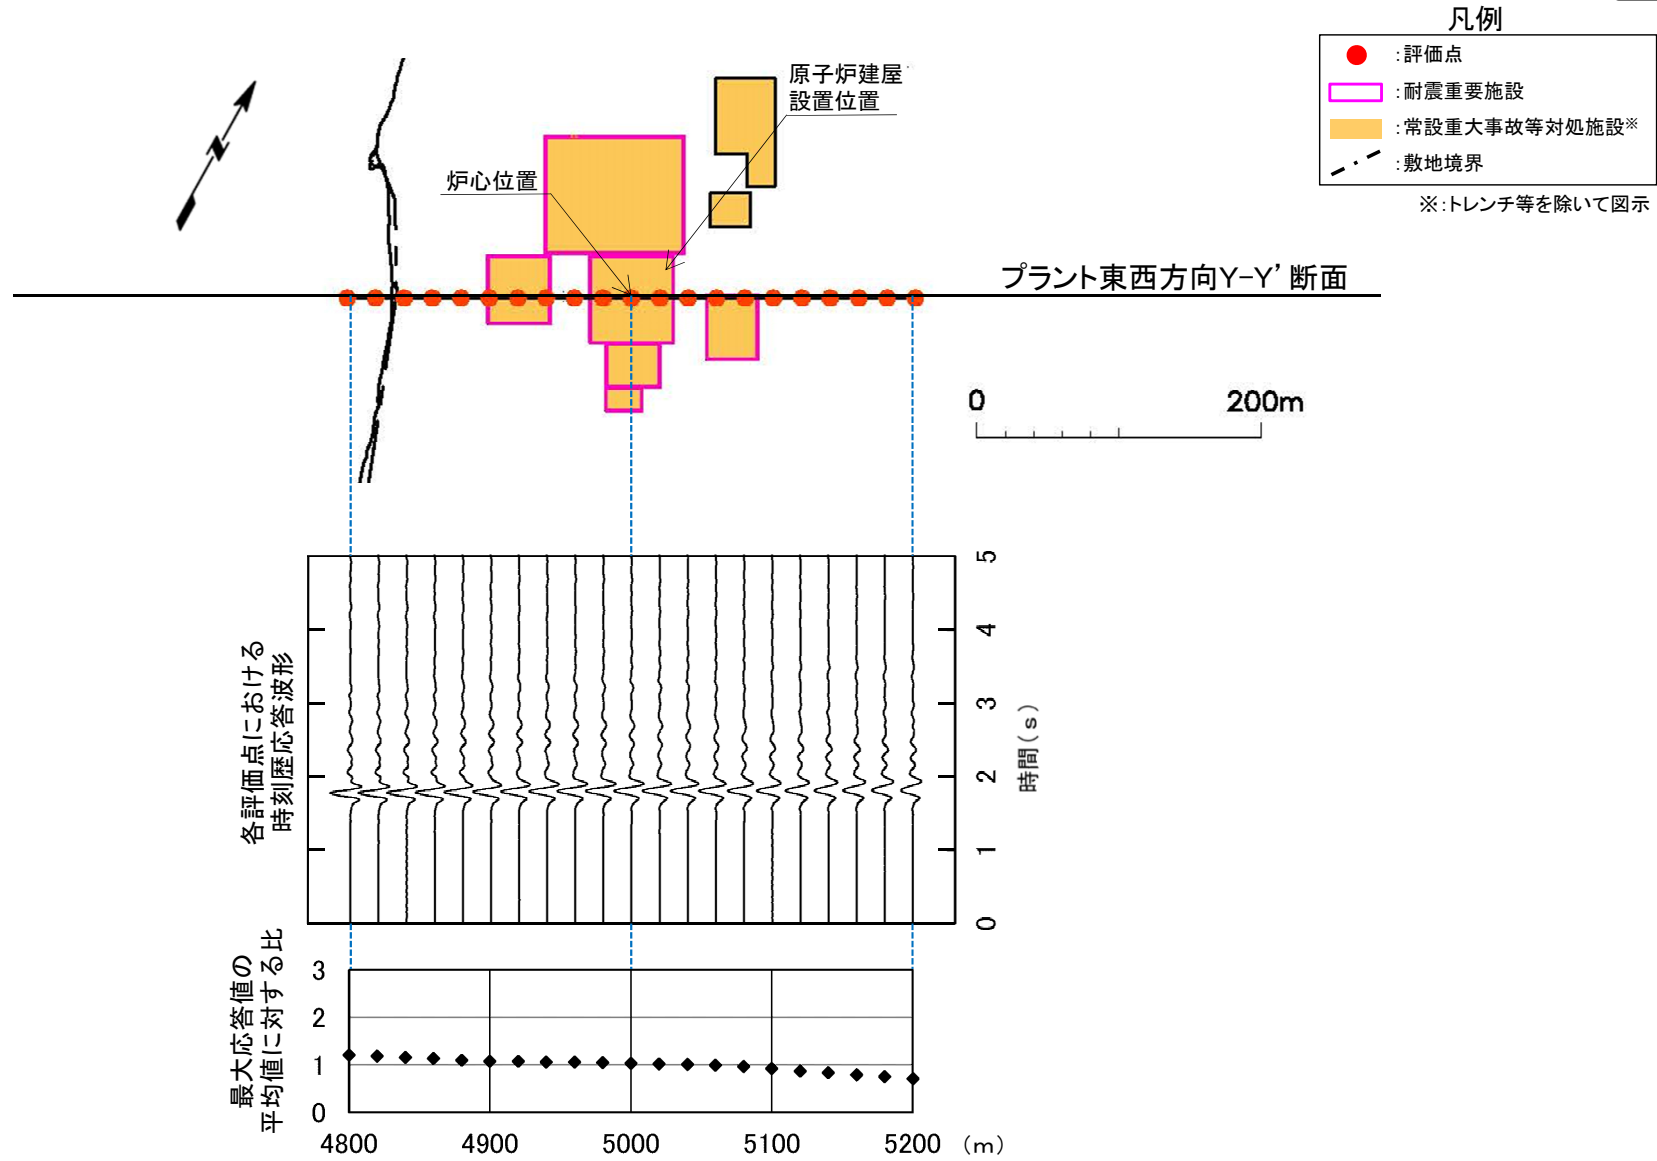 凡例
:評価点
:耐震重要施設
:常設重大事故等対処施設※
:敷地境界
※:トレンチ等を除いて図示
原子炉建屋
設置位置
炉心位置
N
プラント東西方向Y-Y’断面
0 200m
各評価点における
時刻歴応答波形
5
4
3
2
1
0
時間(s)
最大応答値の
平均値に対する比
3
2
1
0
4800 4900 5000 5100 5200 (m)